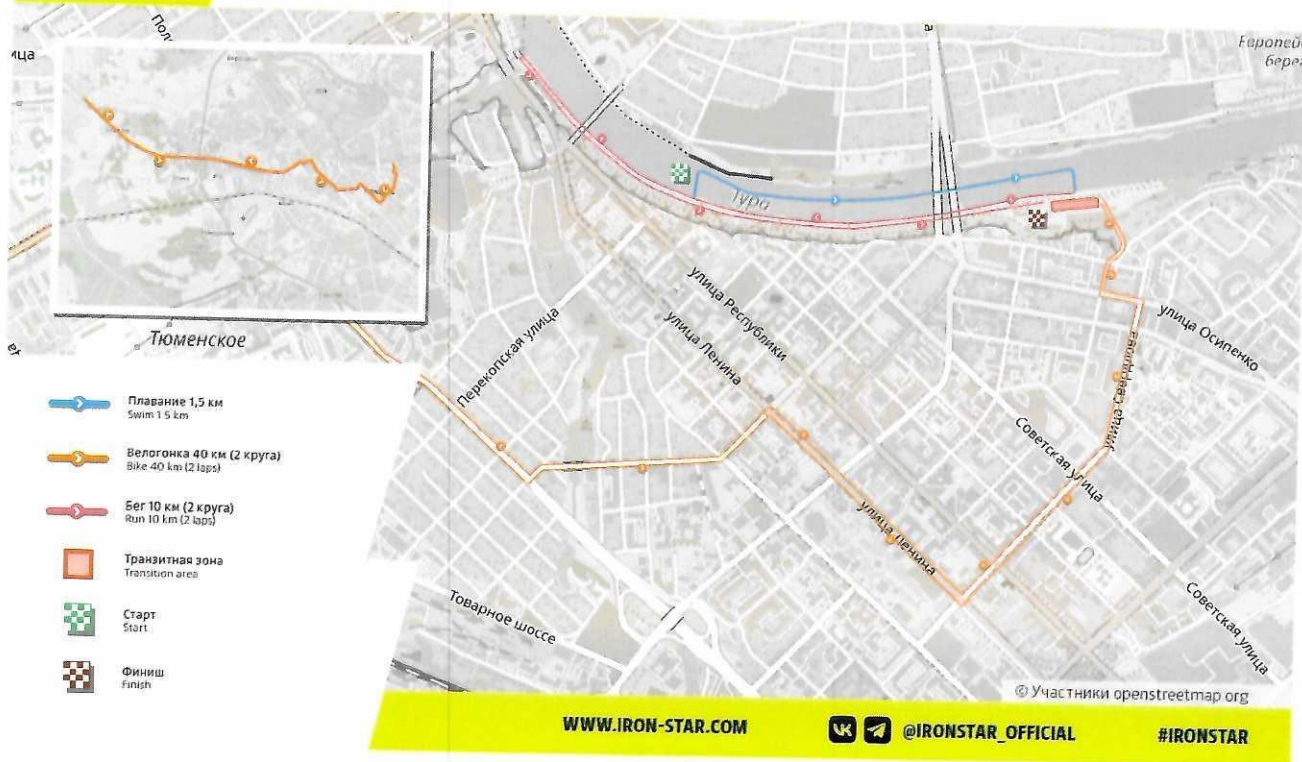 ица
Тюменское
Плавание 1,5 км
Swim 1 5 km
Велогонка 40 км (2 круга)
Bike 40 km (2 laps)
Бег 10 км (2 круга)
Run 10 km (2 laps)
Транзитная зона
Transition area
Старт
Start
Финиш
Finish
Перекопская улица
улица Республики
улица Ленина
Тура
улица Осипенко
улица Свердлова
Советская улица
улица Ленина
Советская улица
Товарное шоссе
© Участники openstreetmap org
WWW.IRON-STAR.COM
@IRONSTAR_OFFICIAL
#IRONSTAR